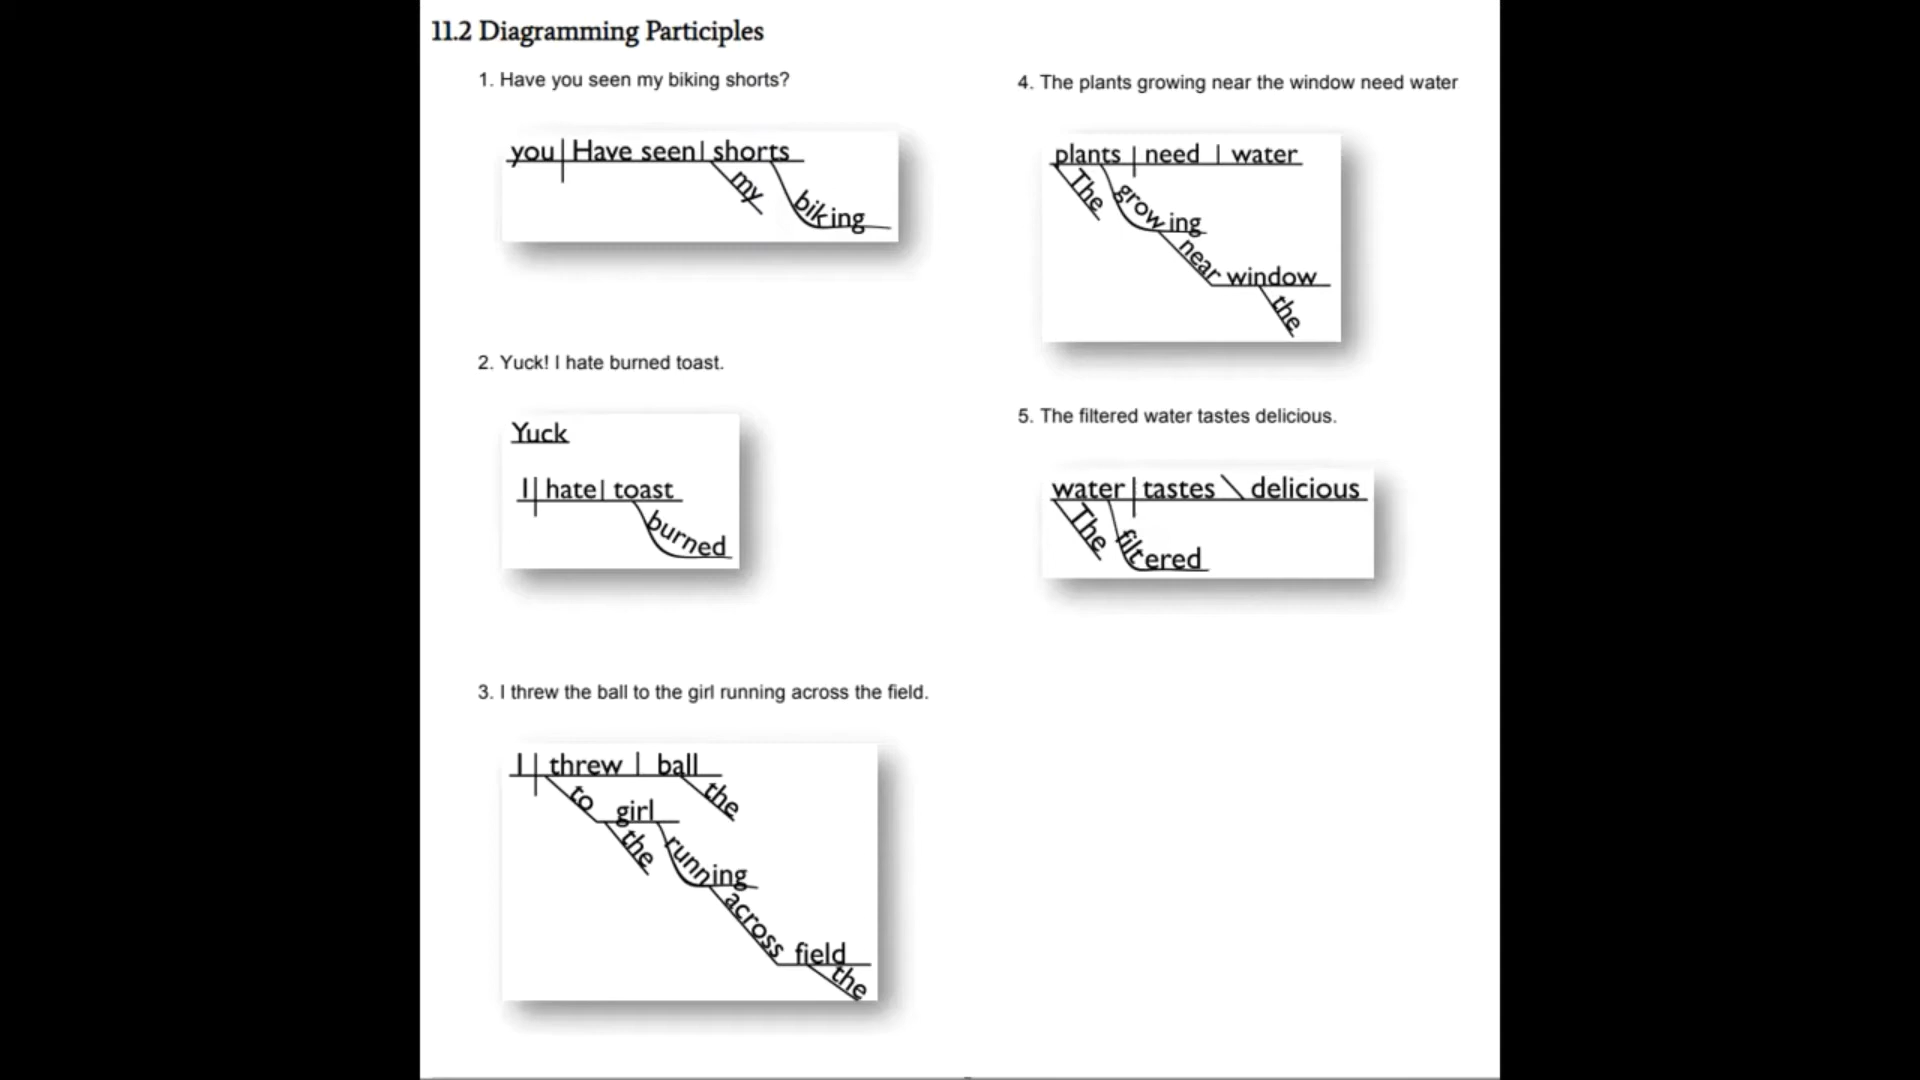 11.2 Diagramming Participles
1. Have you seen my biking shorts?
you Have seen shorts
my
biking
2. Yuck! I hate burned toast.
Yuck
I hate toast
burned
3. I threw the ball to the girl running across the field.
I threw ball
to
the
girl
the
running
across
field
the
4. The plants growing near the window need water
plants need water
The
growing
near
window
the
5. The filtered water tastes delicious.
water tastes delicious
The
filtered